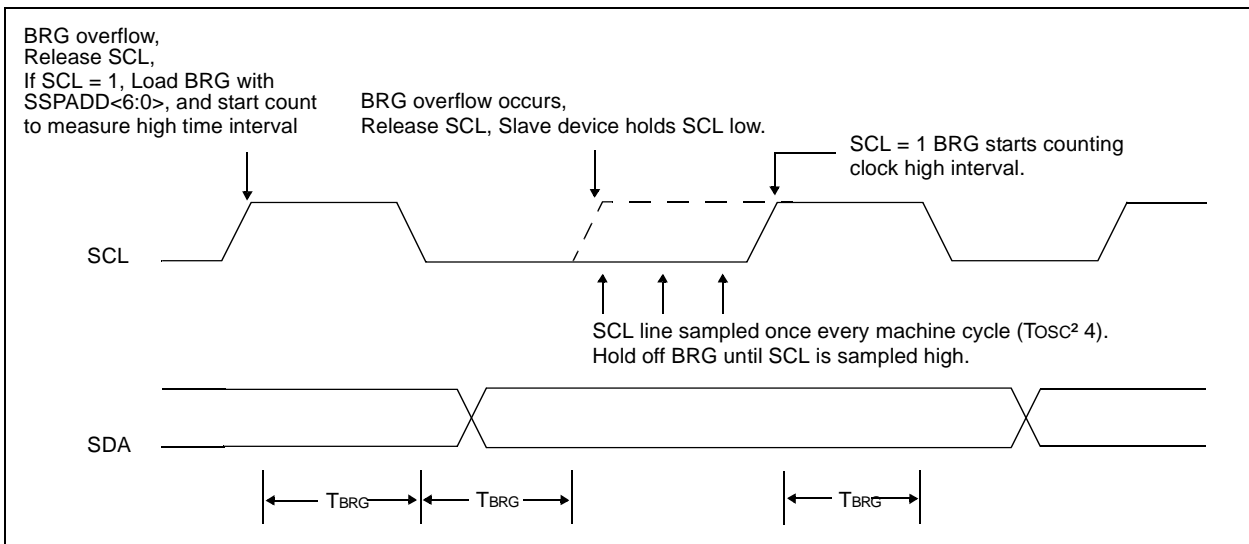 BRG overflow,
Release SCL,
If SCL = 1, Load BRG with
SSPADD<6:0>, and start count
to measure high time interval
BRG overflow occurs,
Release SCL, Slave device holds SCL low.
SCL = 1 BRG starts counting
clock high interval.
SCL
SCL line sampled once every machine cycle (TOSC² 4).
Hold off BRG until SCL is sampled high.
SDA
TBRG
TBRG
TBRG